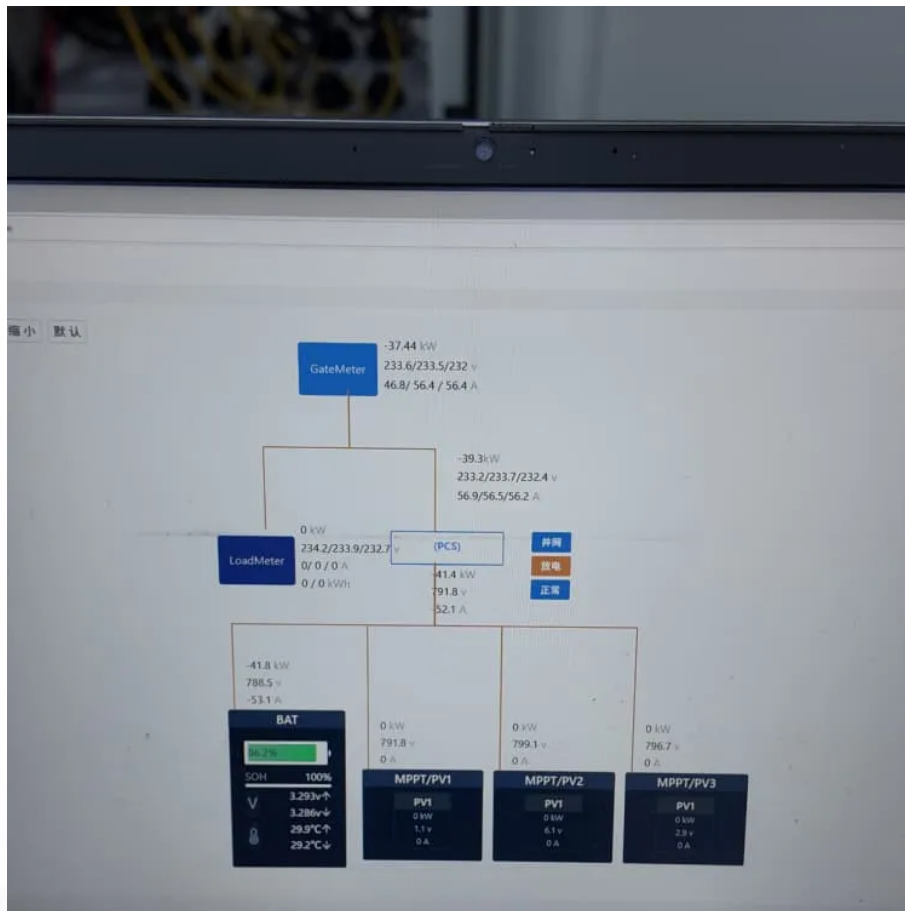 缩小 默认
-37.44 kW
GateMeter
233.6/233.5/232 v
46.8/ 56.4 / 56.4 A
-39.3kW
233.2/233.7/232.4 v
56.9/56.5/56.2 A
0 kW
234.2/233.9/232.7 v
LoadMeter
0/ 0 / 0 A
0 / 0 kWh
(PCS)
并网
放电
正常
-41.4 kW
791.8 v
-52.1 A
-41.8 kW
788.5 v
-53.1 A
BAT
SOH 100%
V
3.293v↑
3.286v↓
29.9℃↑
29.2℃↓
0 kW
791.8 v
0 A
MPPT/PV1
PV1
0 kW
1.1 v
0 A
0 kW
799.1 v
0 A
MPPT/PV2
PV1
0 kW
6.1 v
0 A
0 kW
796.7 v
0 A
MPPT/PV3
PV1
0 kW
2.9 v
0 A